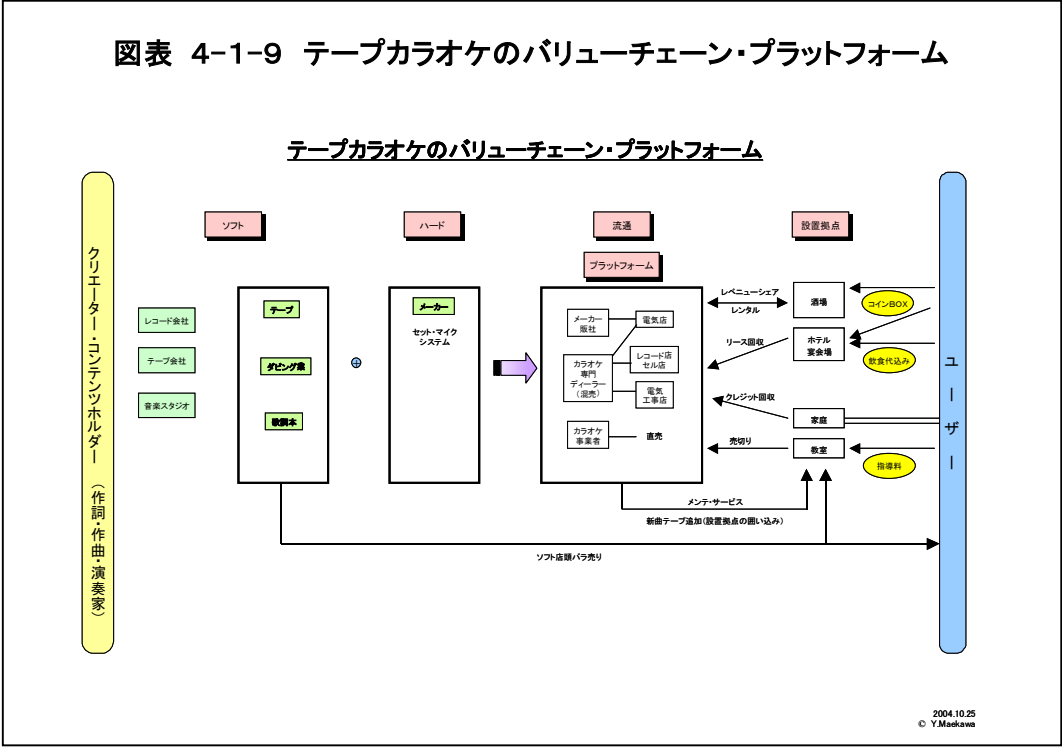 図表 4-1-9 テープカラオケのバリューチェーン・プラットフォーム
テープカラオケのバリューチェーン・プラットフォーム
クリエーター・コンテンツホルダー (作詞・作曲・演奏家)
ソフト
ハード
流通
設置拠点
プラットフォーム
レコード会社
テープ会社
音楽スタジオ
テープ
ダビング業
歌詞本
メーカー
セット・マイク
システム
メーカー
販社
電気店
カラオケ
専門
ディーラー
(混売)
レコード店
セル店
電気
工事店
カラオケ
事業者
直売
レベニューシェア
レンタル
リース回収
クレジット回収
売切り
酒場
ホテル
宴会場
家庭
教室
コインBOX
飲食代込み
指導料
ユーザー
メンテ・サービス
新曲テープ追加(設置拠点の囲い込み)
ソフト店頭バラ売り
2004.10.25
© Y.Maekawa